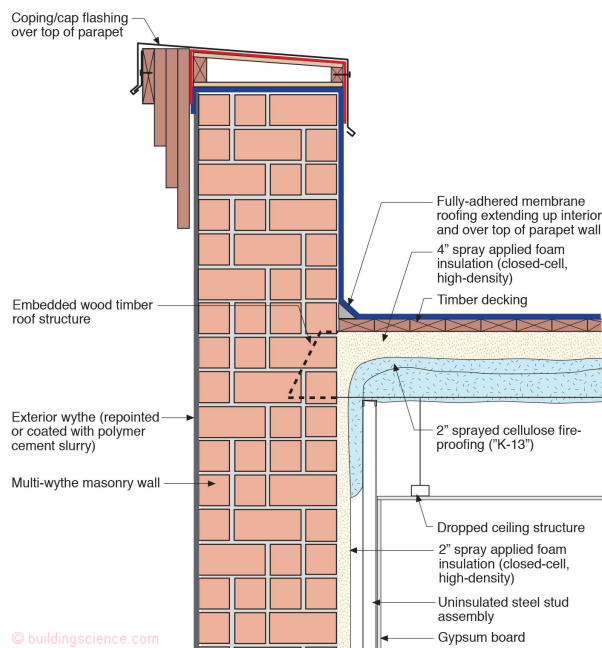 Coping/cap flashing
over top of parapet
Fully-adhered membrane
roofing extending up interior
and over top of parapet wall
4” spray applied foam
insulation (closed-cell,
high-density)
Timber decking
Embedded wood timber
roof structure
Exterior wythe (repointed
or coated with polymer
cement slurry)
2” sprayed cellulose fire-
proofing (”K-13”)
Multi-wythe masonry wall
Dropped ceiling structure
2” spray applied foam
insulation (closed-cell,
high-density)
Uninsulated steel stud
assembly
Gypsum board
© buildingscience.com